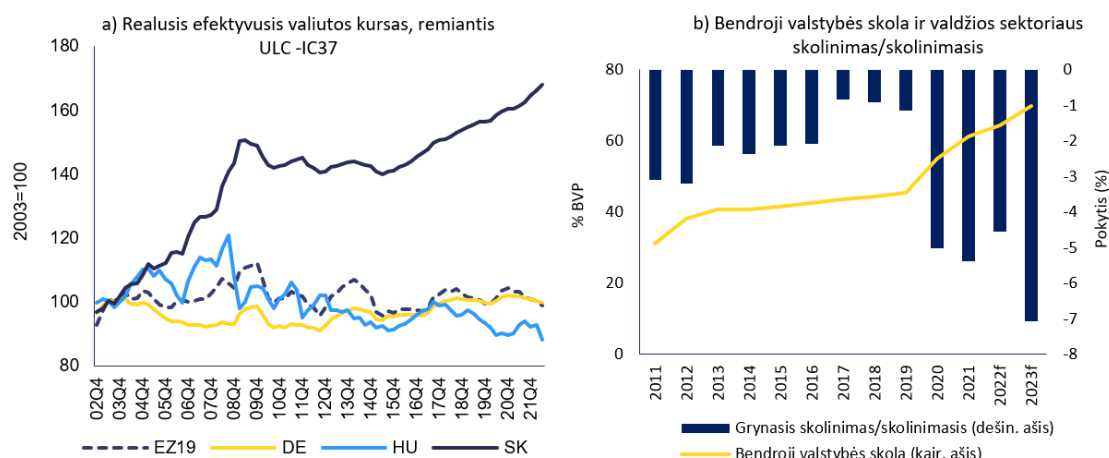 a) Realusis efektyvusis valiutos kursas, remiantis
ULC -IC37
2003=100
180
160
140
120
100
80
02Q4
03Q4
04Q4
05Q4
06Q4
07Q4
08Q4
09Q4
10Q4
11Q4
12Q4
13Q4
14Q4
15Q4
16Q4
17Q4
18Q4
19Q4
20Q4
21Q4
EZ19 DE HU SK
b) Bendroji valstybės skola ir valdžios sektoriaus
skolinimas/skolinimasis
% BVP
80
60
40
20
0
0
-1
-2
-3
-4
-5
-6
-7
-8
Pokytis (%)
2011
2012
2013
2014
2015
2016
2017
2018
2019
2020
2021
2022f
2023f
Grynasis skolinimas/skolinimasis (dešin. ašis)
Bendroji valstybės skola (kair. ašis)